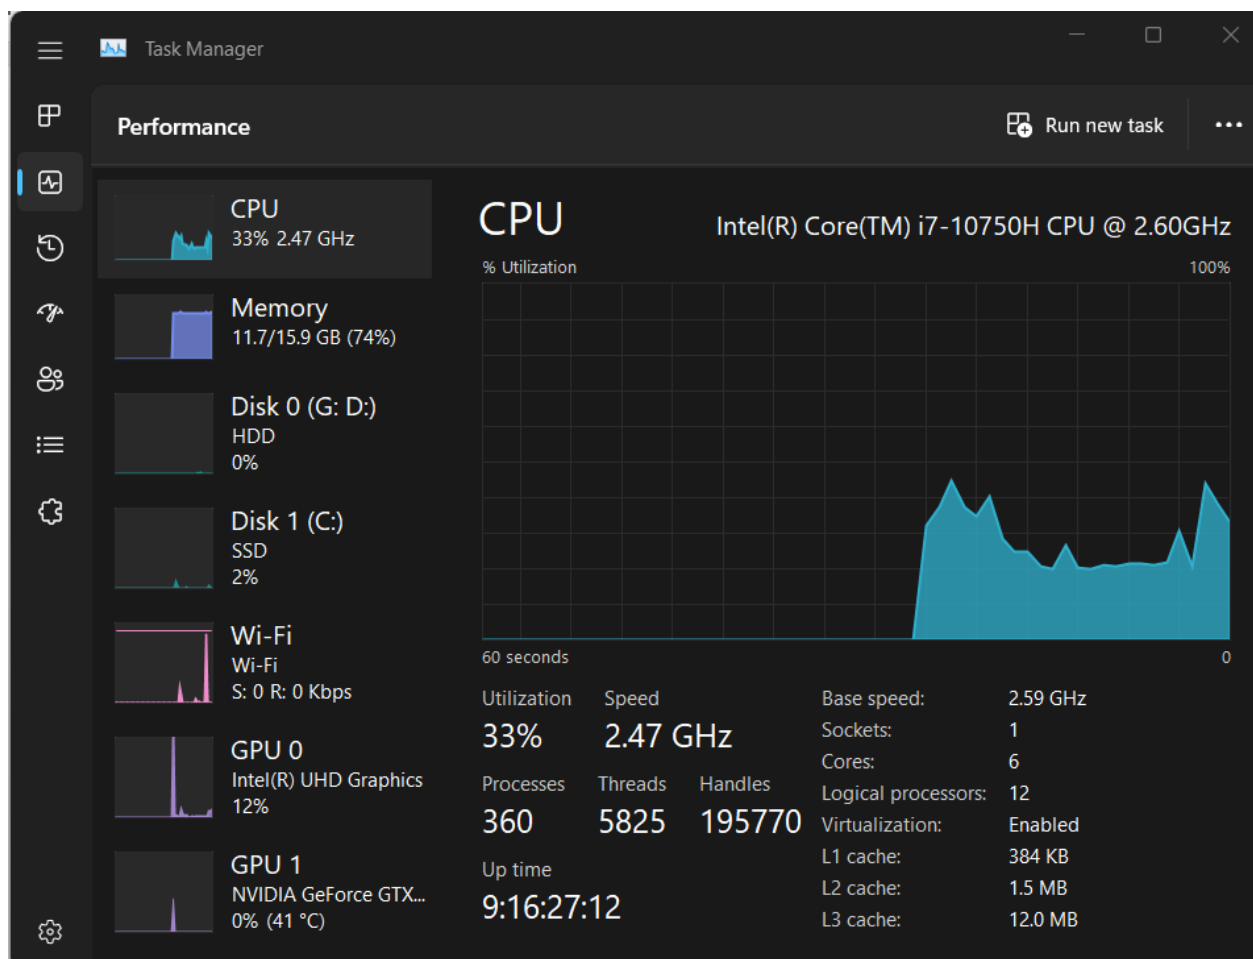 Task Manager
Performance
Run new task
CPU
33% 2.47 GHz
Memory
11.7/15.9 GB (74%)
Disk 0 (G: D:)
HDD
0%
Disk 1 (C:)
SSD
2%
Wi-Fi
Wi-Fi
S: 0 R: 0 Kbps
GPU 0
Intel(R) UHD Graphics
12%
GPU 1
NVIDIA GeForce GTX...
0% (41 °C)
CPU
Intel(R) Core(TM) i7-10750H CPU @ 2.60GHz
% Utilization 100%
60 seconds 0
Utilization Speed
33% 2.47 GHz
Processes Threads Handles
360 5825 195770
Up time
9:16:27:12
Base speed: 2.59 GHz
Sockets: 1
Cores: 6
Logical processors: 12
Virtualization: Enabled
L1 cache: 384 KB
L2 cache: 1.5 MB
L3 cache: 12.0 MB